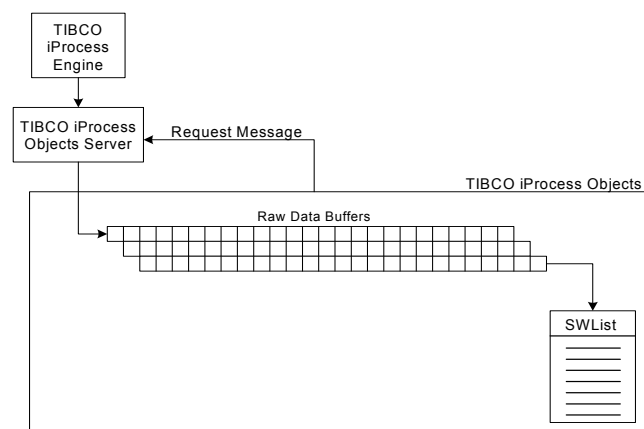 TIBCO
iProcess
Engine
TIBCO iProcess
Objects Server
Request Message
TIBCO iProcess Objects
Raw Data Buffers
SWList